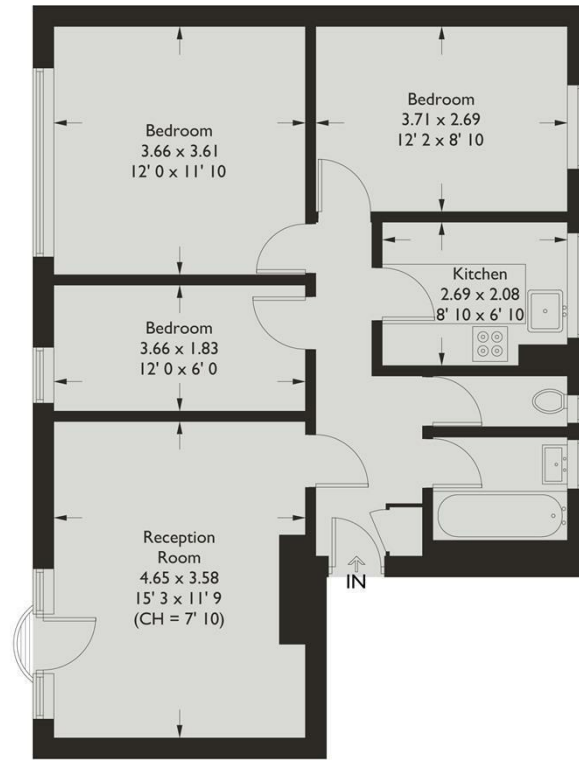 Bedroom
3.66 x 3.61
12' 0 x 11' 10
Bedroom
3.71 x 2.69
12' 2 x 8' 10
Kitchen
2.69 x 2.08
8' 10 x 6' 10
Bedroom
3.66 x 1.83
12' 0 x 6' 0
Reception
Room
4.65 x 3.58
15' 3 x 11' 9
(CH = 7' 10)
IN